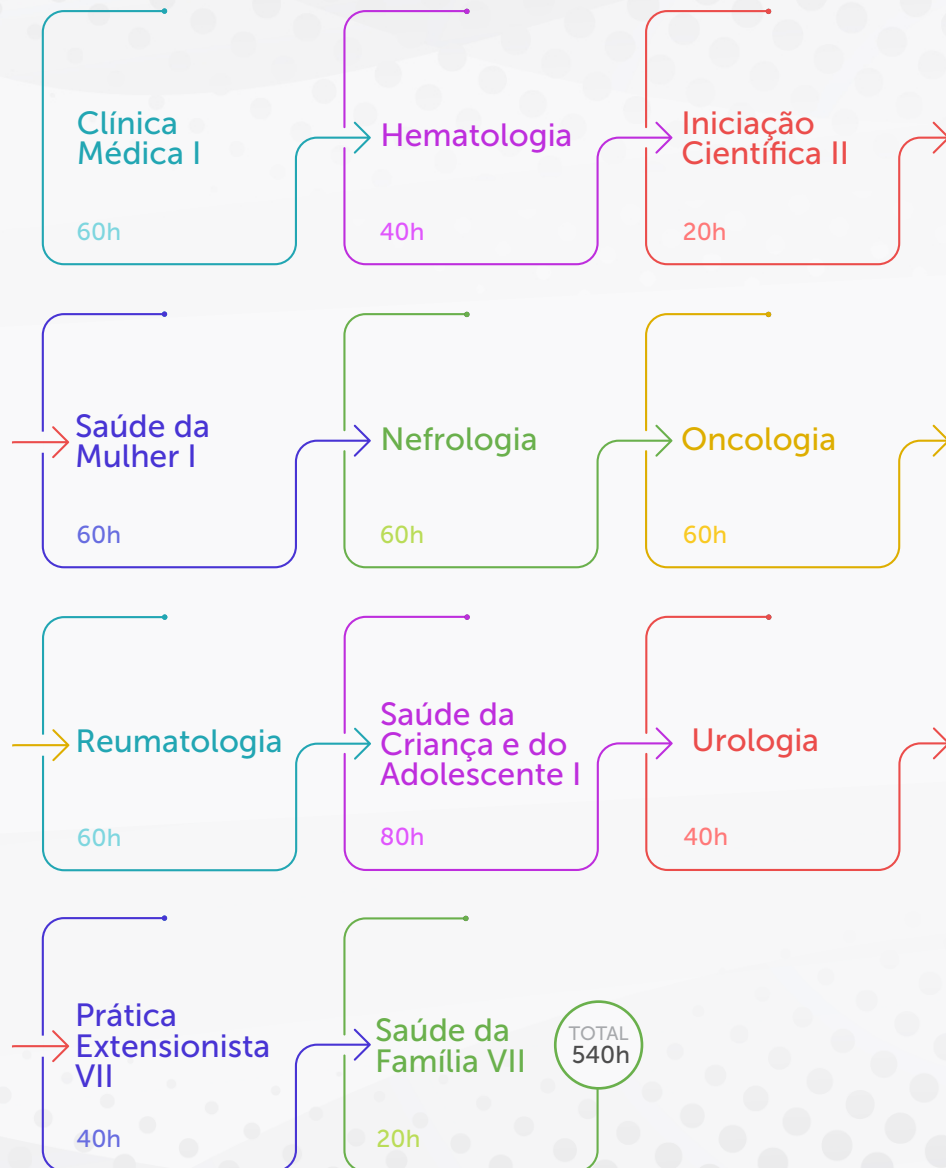 Clínica
Médica I
60h
Hematologia
40h
Iniciação
Científica II
20h
Saúde da
Mulher I
60h
Nefrologia
60h
Oncologia
60h
Reumatologia
60h
Saúde da
Criança e do
Adolescente I
80h
Urologia
40h
Prática
Extensionista
VII
40h
Saúde da
Família VII
20h
TOTAL
540h